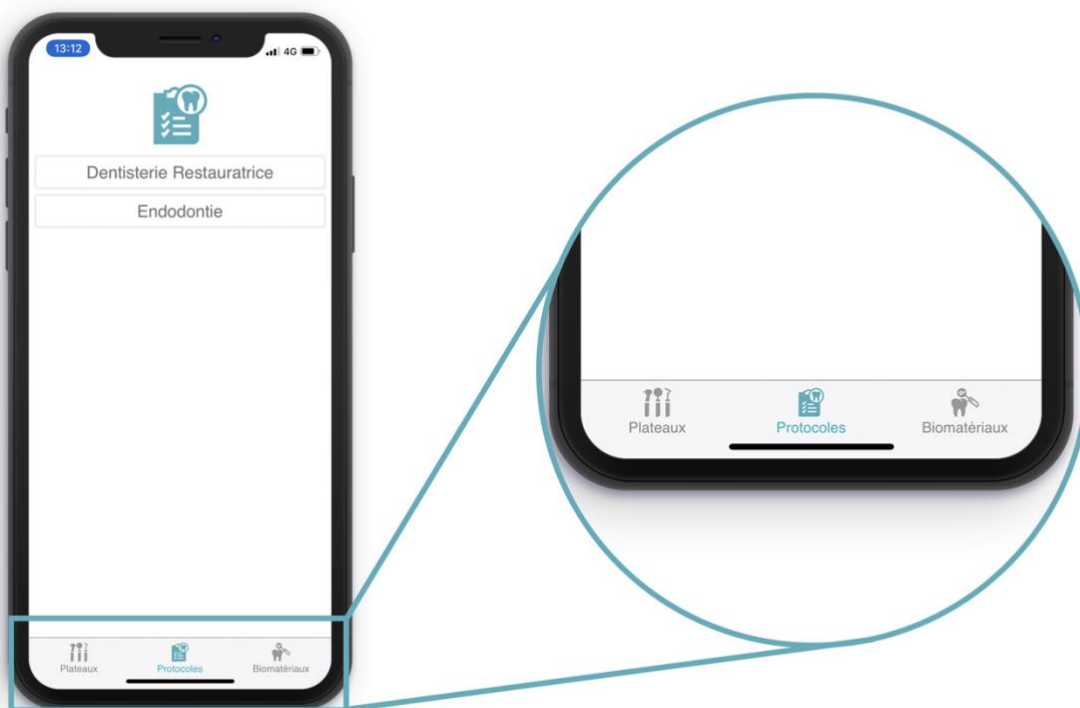 13:12
4G
Dentisterie Restauratrice
Endodontie
Plateaux
Protocoles
Biomatériaux
Plateaux
Protocoles
Biomatériaux